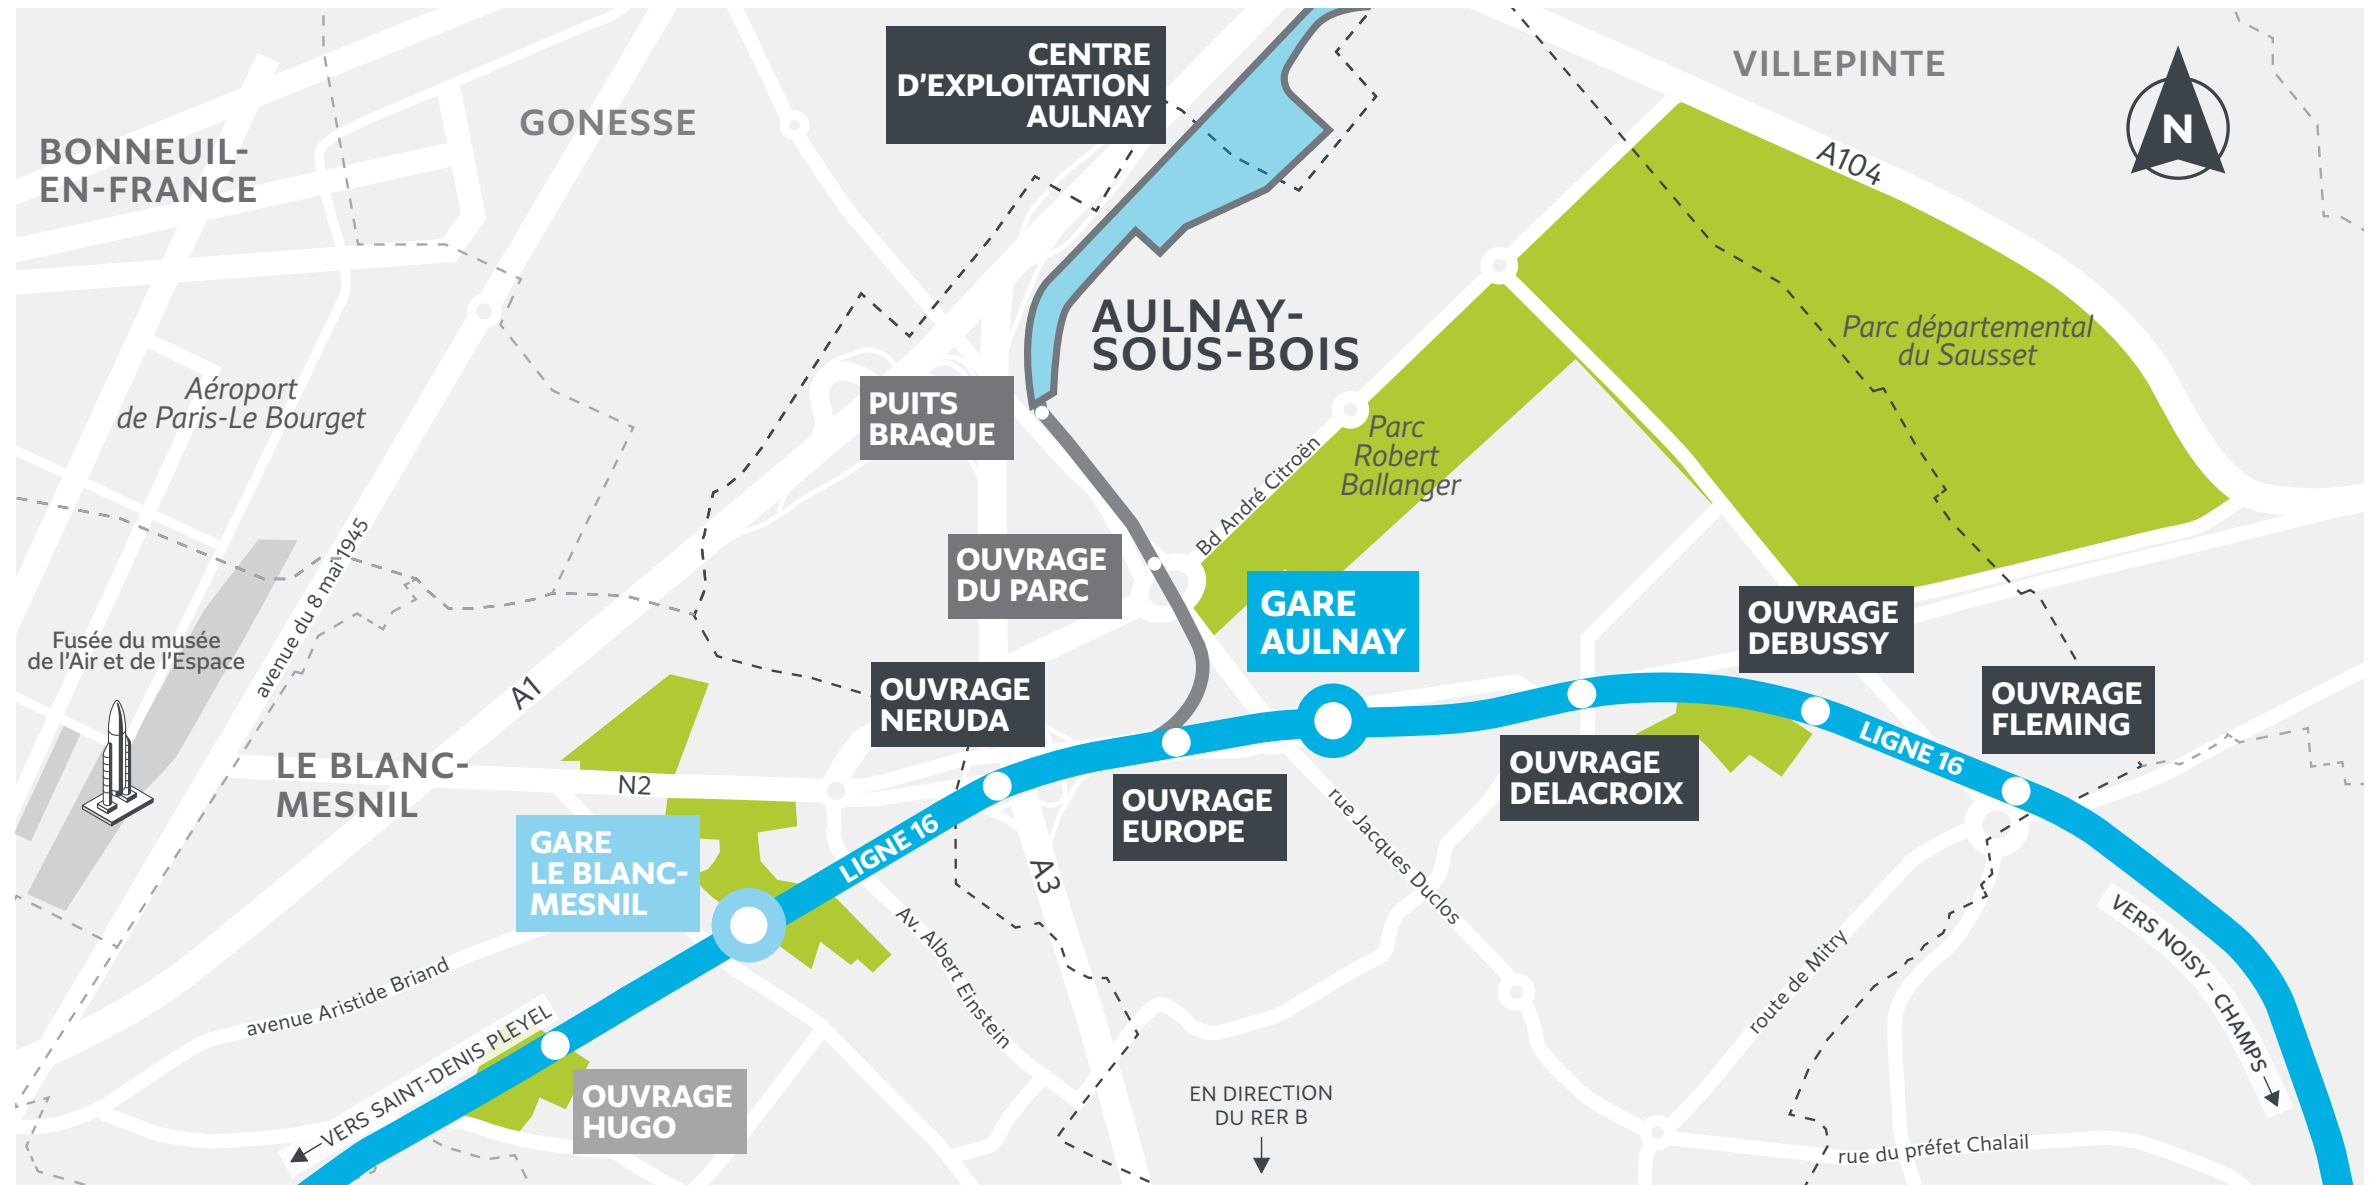 CENTRE
D'EXPLOITATION
AULNAY
VILLEPINTE
N
GONESSE
BONNEUIL-
EN-FRANCE
A104
AULNAY-
SOUS-BOIS
Parc départemental
du Sausset
Aéroport
de Paris-Le Bourget
PUITS
BRAQUE
Parc
Robert
Ballanger
Bd André Citroën
avenue du 8 mai 1945
OUVRAGE
DU PARC
GARE
AULNAY
OUVRAGE
DEBUSSY
Fusée du musée
de l'Air et de l'Espace
A1
OUVRAGE
NERUDA
OUVRAGE
FLEMING
LIGNE 16
LE BLANC-
MESNIL
N2
OUVRAGE
DELACROIX
OUVRAGE
EUROPE
rue Jacques Duclos
GARE
LE BLANC-
MESNIL
LIGNE 16
A3
Av. Albert Einstein
VERS NOISY – CHAMPS
route de Mitry
avenue Aristide Briand
VERS SAINT-DENIS PLEYEL
OUVRAGE
HUGO
EN DIRECTION
DU RER B
rue du préfet Chalail